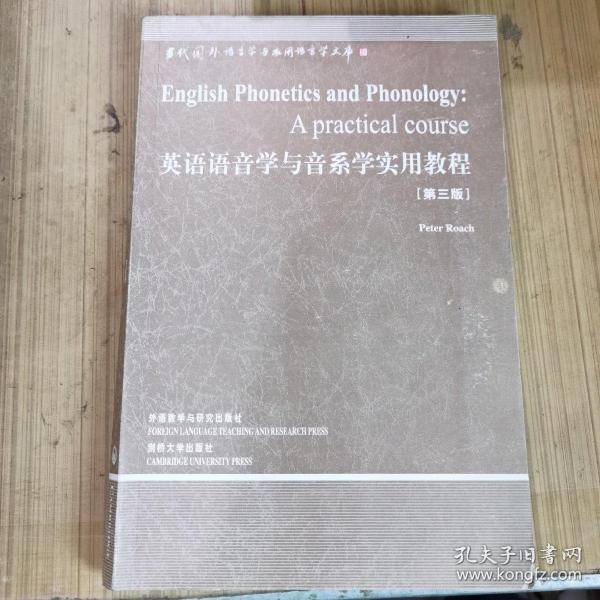 当代国外语言学与应用语言学文库
English Phonetics and Phonology:
A practical course
英语语音学与音系学实用教程
[第三版]
Peter Roach
外语教学与研究出版社
FOREIGN LANGUAGE TEACHING AND RESEARCH PRESS
剑桥大学出版社
CAMBRIDGE UNIVERSITY PRESS
孔夫子旧书网
www.kongfz.com